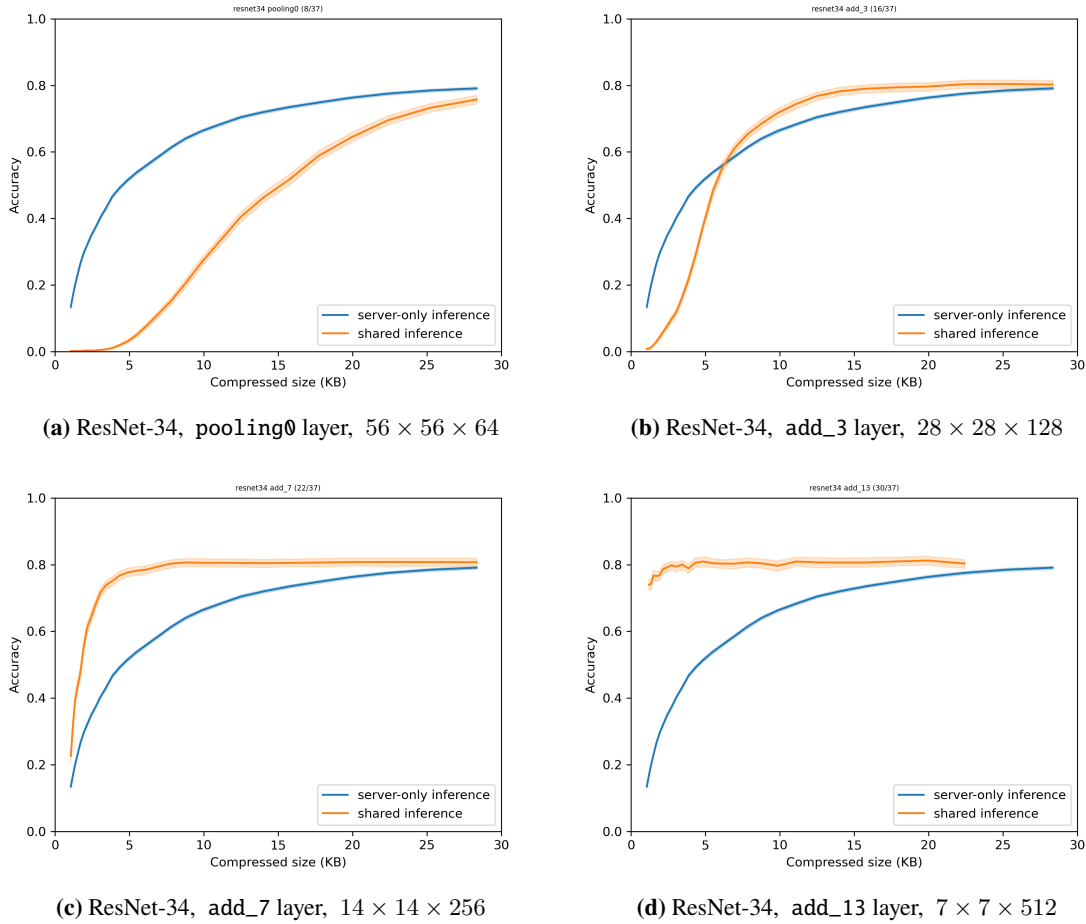 resnet34 pooling0 (8/37)
1.0
0.8
0.6
0.4
0.2
0.0
Accuracy
0 5 10 15 20 25 30
Compressed size (KB)
server-only inference
shared inference
(a) ResNet-34, pooling0 layer, 56 × 56 × 64
resnet34 add_3 (16/37)
1.0
0.8
0.6
0.4
0.2
0.0
Accuracy
0 5 10 15 20 25 30
Compressed size (KB)
server-only inference
shared inference
(b) ResNet-34, add_3 layer, 28 × 28 × 128
resnet34 add_7 (22/37)
1.0
0.8
0.6
0.4
0.2
0.0
Accuracy
0 5 10 15 20 25 30
Compressed size (KB)
server-only inference
shared inference
(c) ResNet-34, add_7 layer, 14 × 14 × 256
resnet34 add_13 (30/37)
1.0
0.8
0.6
0.4
0.2
0.0
Accuracy
0 5 10 15 20 25 30
Compressed size (KB)
server-only inference
shared inference
(d) ResNet-34, add_13 layer, 7 × 7 × 512